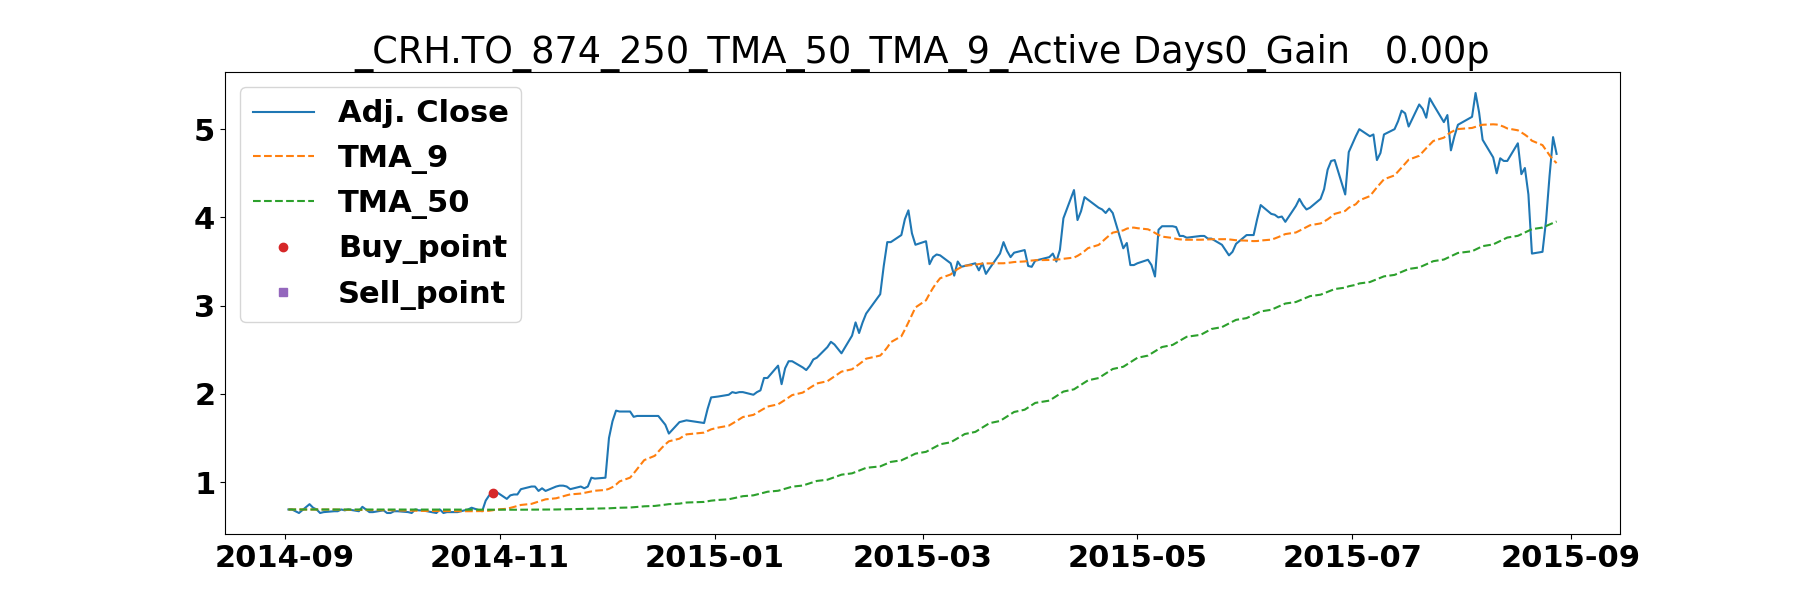 _CRH.TO_874_250_TMA_50_TMA_9_Active Days0_Gain   0.00p
Adj. Close
TMA_9
TMA_50
Buy_point
Sell_point
5
4
3
2
1
2014-09 2014-11 2015-01 2015-03 2015-05 2015-07 2015-09